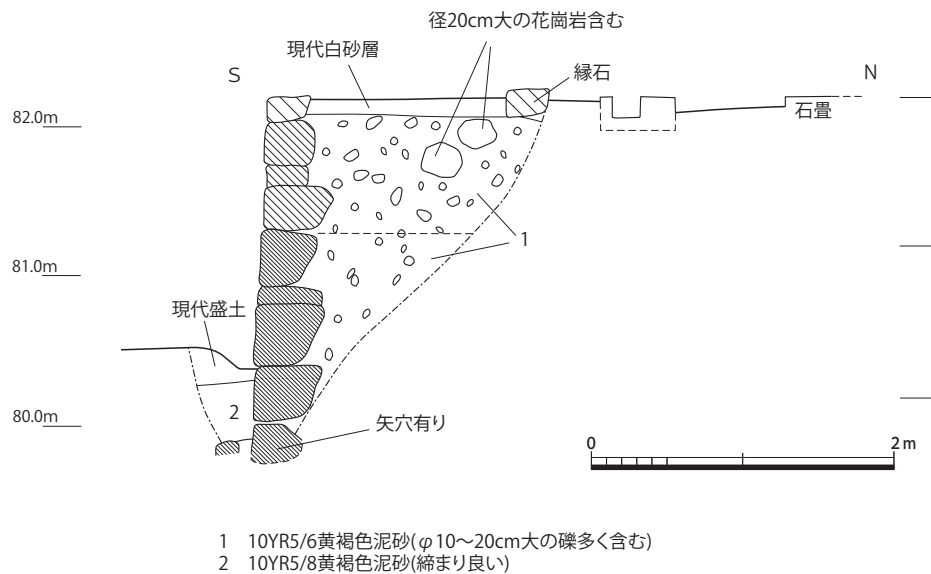 径20cm大の花崗岩含む
現代白砂層
S
縁石
N
石畳
82.0m
1
81.0m
現代盛土
2
80.0m
矢穴有り
0
2m
1 10YR5/6黄褐色泥砂(φ10～20cm大の礫多く含む)
2 10YR5/8黄褐色泥砂(締まり良い)